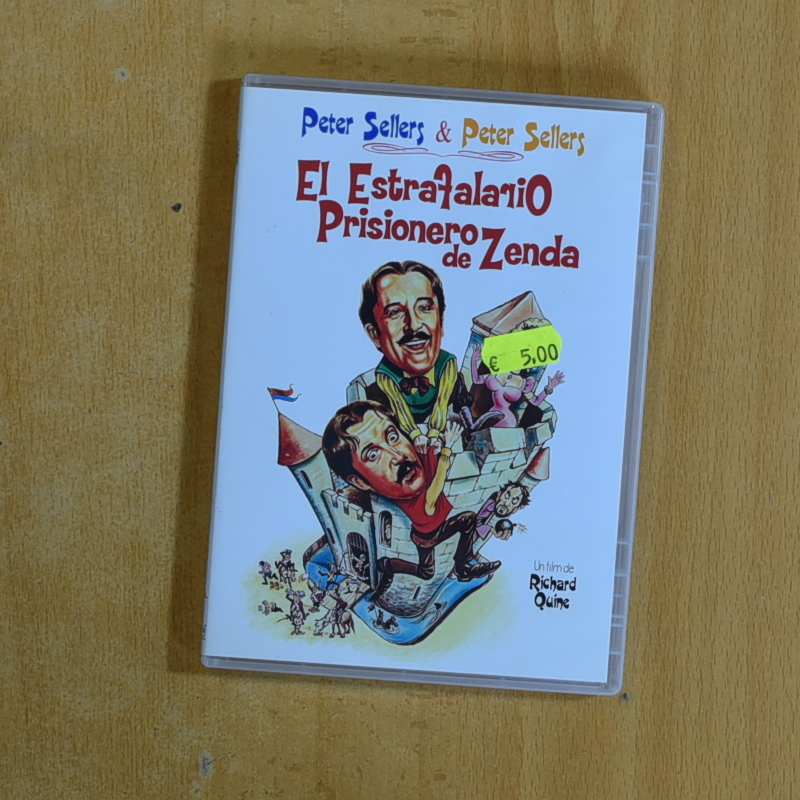 Peter Sellers & Peter Sellers
El Estrafalario
Prisionero
de Zenda
€ 5,00
Un film de
Richard
Quine